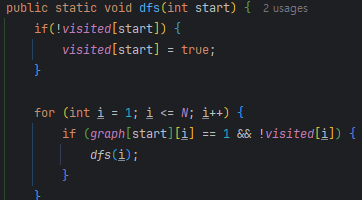 public static void dfs(int start) { 2 usages
    if(!visited[start]) {
        visited[start] = true;
    }

    for (int i = 1; i <= N; i++) {
        if (graph[start][i] == 1 && !visited[i]) {
            dfs(i);
        }
    }